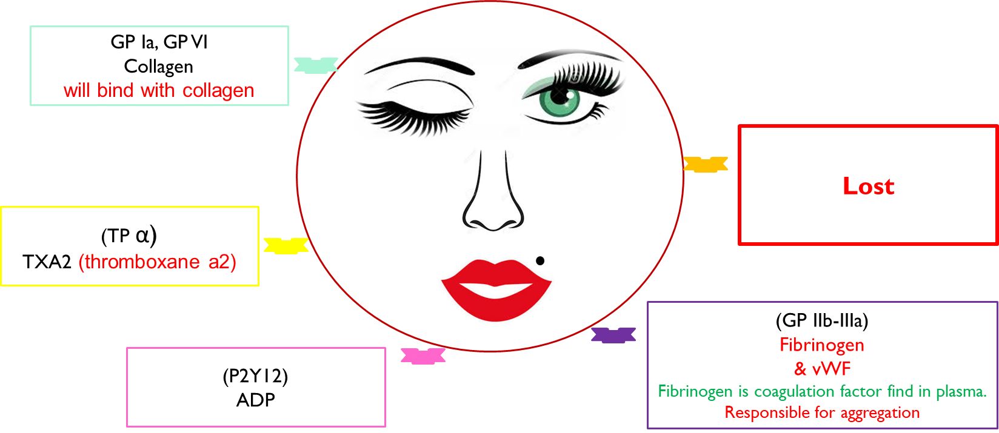 GP Ia, GP VI
Collagen
will bind with collagen
Lost
(TP α)
TXA2 (thromboxane a2)
(GP IIb-IIIa)
Fibrinogen
& vWF
Fibrinogen is coagulation factor find in plasma.
Responsible for aggregation
(P2Y12)
ADP